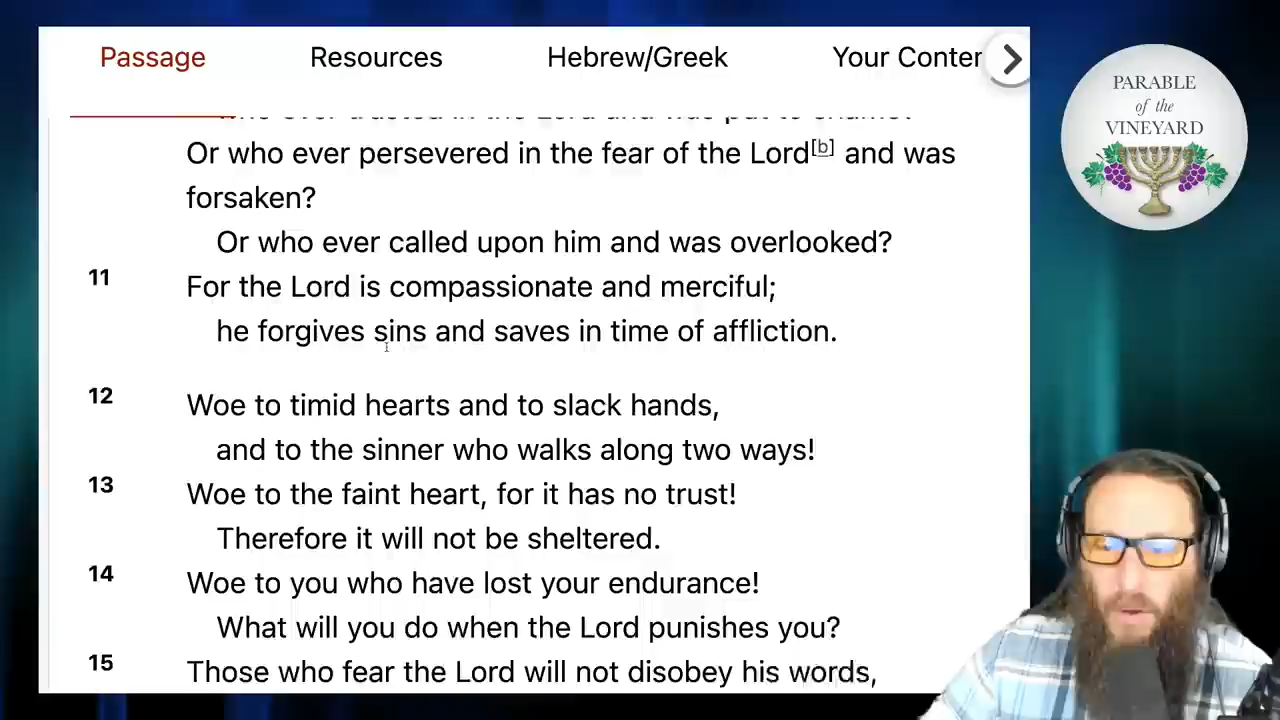 Passage Resources Hebrew/Greek Your Conten
Or who ever persevered in the fear of the Lord[b] and was
forsaken?
Or who ever called upon him and was overlooked?
11 For the Lord is compassionate and merciful;
he forgives sins and saves in time of affliction.
12 Woe to timid hearts and to slack hands,
and to the sinner who walks along two ways!
13 Woe to the faint heart, for it has no trust!
Therefore it will not be sheltered.
14 Woe to you who have lost your endurance!
What will you do when the Lord punishes you?
15 Those who fear the Lord will not disobey his words,
PARABLE
of the
VINEYARD